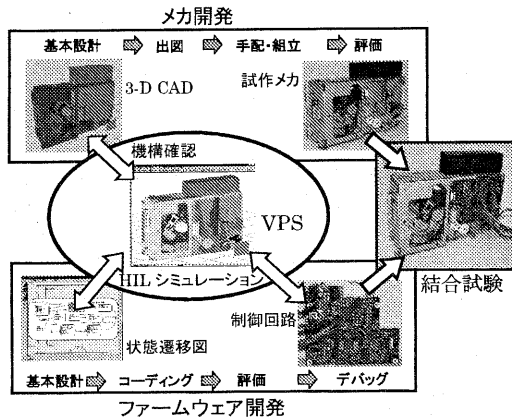 メカ開発
基本設計 出図 手配・組立 評価
3-D CAD
試作メカ
機構確認
VPS
HIL シミュレーション
結合試験
制御回路
状態遷移図
基本設計 コーディング 評価 デバッグ
ファームウェア開発